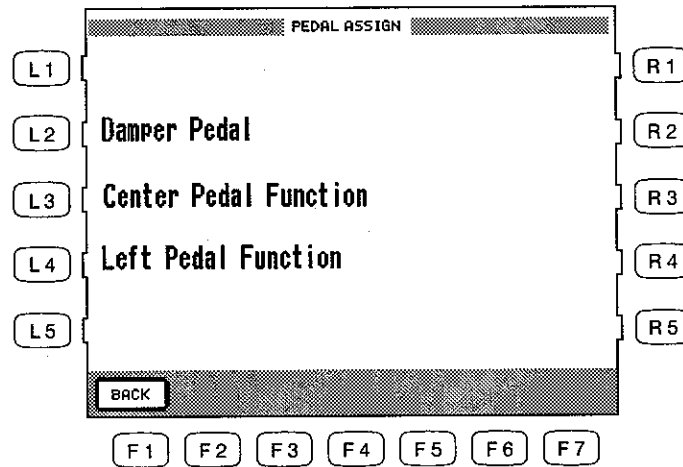 PEDAL ASSIGN
L1 R1
L2 Damper Pedal R2
L3 Center Pedal Function R3
L4 Left Pedal Function R4
L5 R5
BACK
F1 F2 F3 F4 F5 F6 F7